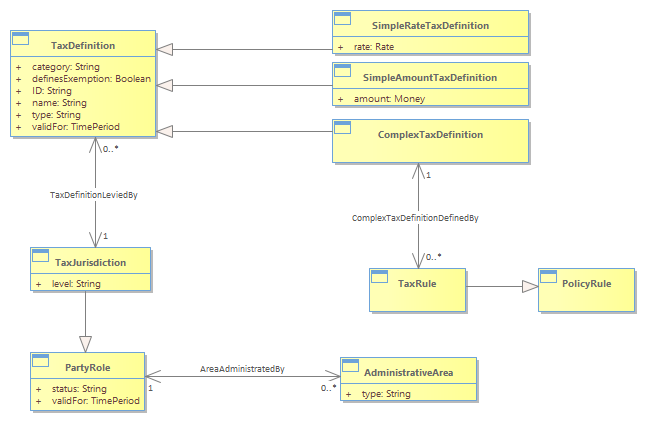 TaxDefinition
+ category: String
+ definesExemption: Boolean
+ ID: String
+ name: String
+ type: String
+ validFor: TimePeriod
SimpleRateTaxDefinition
+ rate: Rate
SimpleAmountTaxDefinition
+ amount: Money
ComplexTaxDefinition
0..*
TaxDefinitionLeviedBy
1
1
ComplexTaxDefinitionDefinedBy
0..*
TaxJurisdiction
+ level: String
TaxRule
PolicyRule
PartyRole
+ status: String
+ validFor: TimePeriod
1
AreaAdministratedBy
0..*
AdministrativeArea
+ type: String